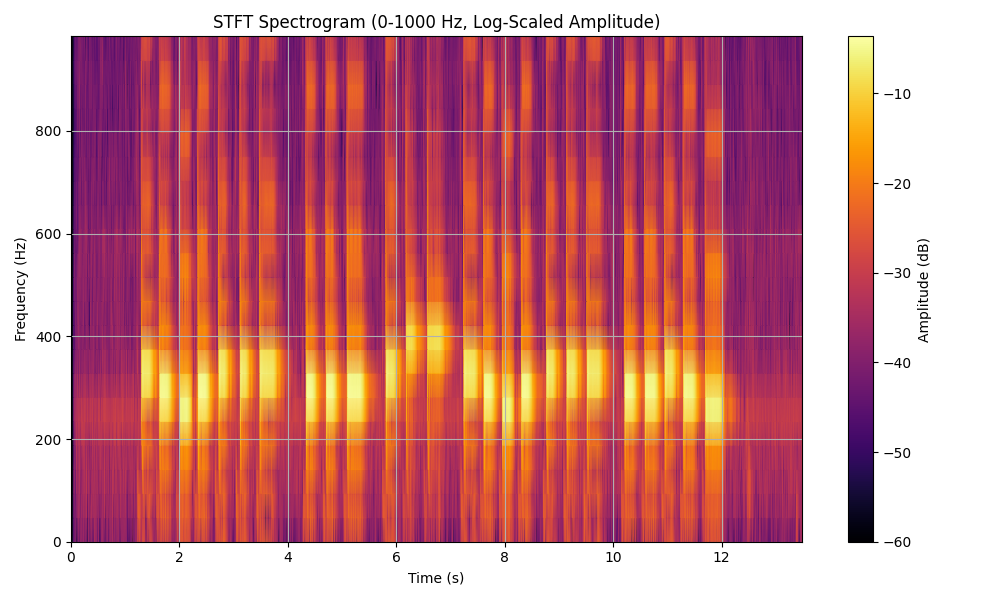 STFT Spectrogram (0-1000 Hz, Log-Scaled Amplitude)
800
600
400
200
0
Frequency (Hz)
0 2 4 6 8 10 12
Time (s)
−10
−20
−30
−40
−50
−60
Amplitude (dB)